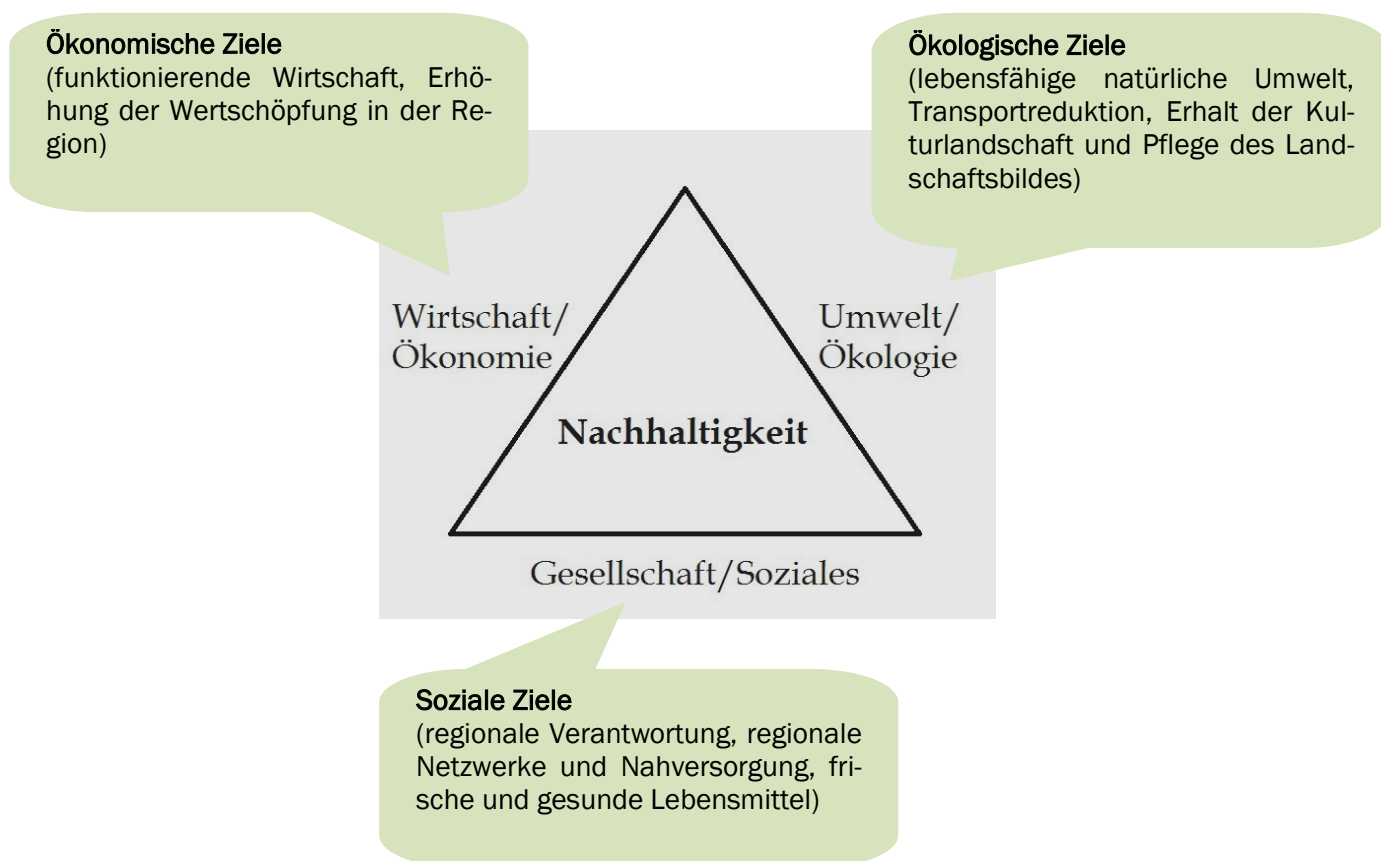 Ökonomische Ziele
(funktionierende Wirtschaft, Erhö-
hung der Wertschöpfung in der Re-
gion)
Ökologische Ziele
(lebensfähige natürliche Umwelt,
Transportreduktion, Erhalt der Kul-
turlandschaft und Pflege des Land-
schaftsbildes)
Wirtschaft/
Ökonomie
Umwelt/
Ökologie
Nachhaltigkeit
Gesellschaft/Soziales
Soziale Ziele
(regionale Verantwortung, regionale
Netzwerke und Nahversorgung, fri-
sche und gesunde Lebensmittel)